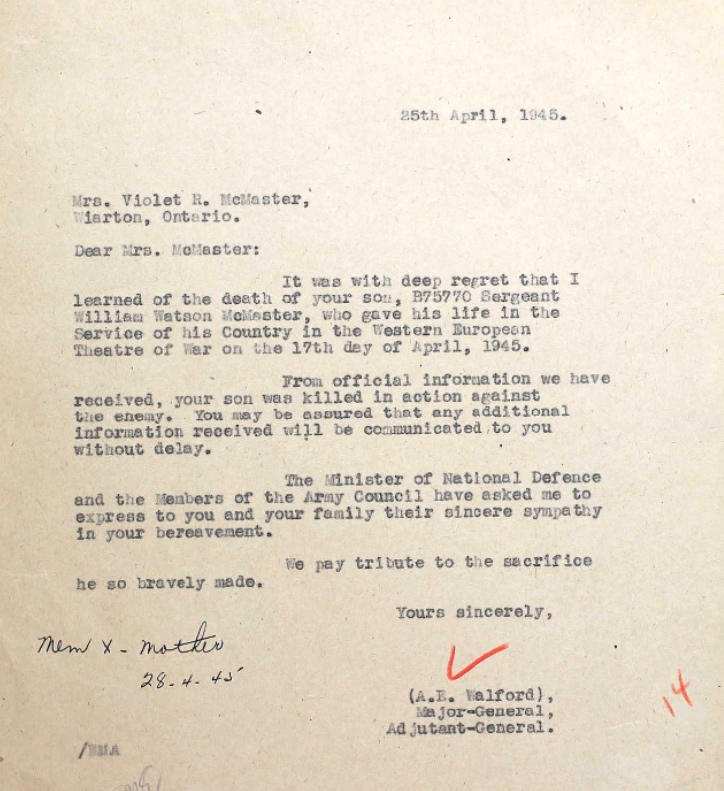 25th April, 1945.
Mrs. Violet R. McMaster,
Wiarton, Ontario.
Dear Mrs. McMaster:
It was with deep regret that I
learned of the death of your son, B75770 Sergeant
William Watson McMaster, who gave his life in the
Service of his Country in the Western European
Theatre of War on the 17th day of April, 1945.
From official information we have
received, your son was killed in action against
the enemy. You may be assured that any additional
information received will be communicated to you
without delay.
The Minister of National Defence
and the Members of the Army Council have asked me to
express to you and your family their sincere sympathy
in your bereavement.
We pay tribute to the sacrifice
he so bravely made.
Yours sincerely,
Mem X - mother
28-4-45
(A.E. Walford),
Major-General,
Adjutant-General.
14